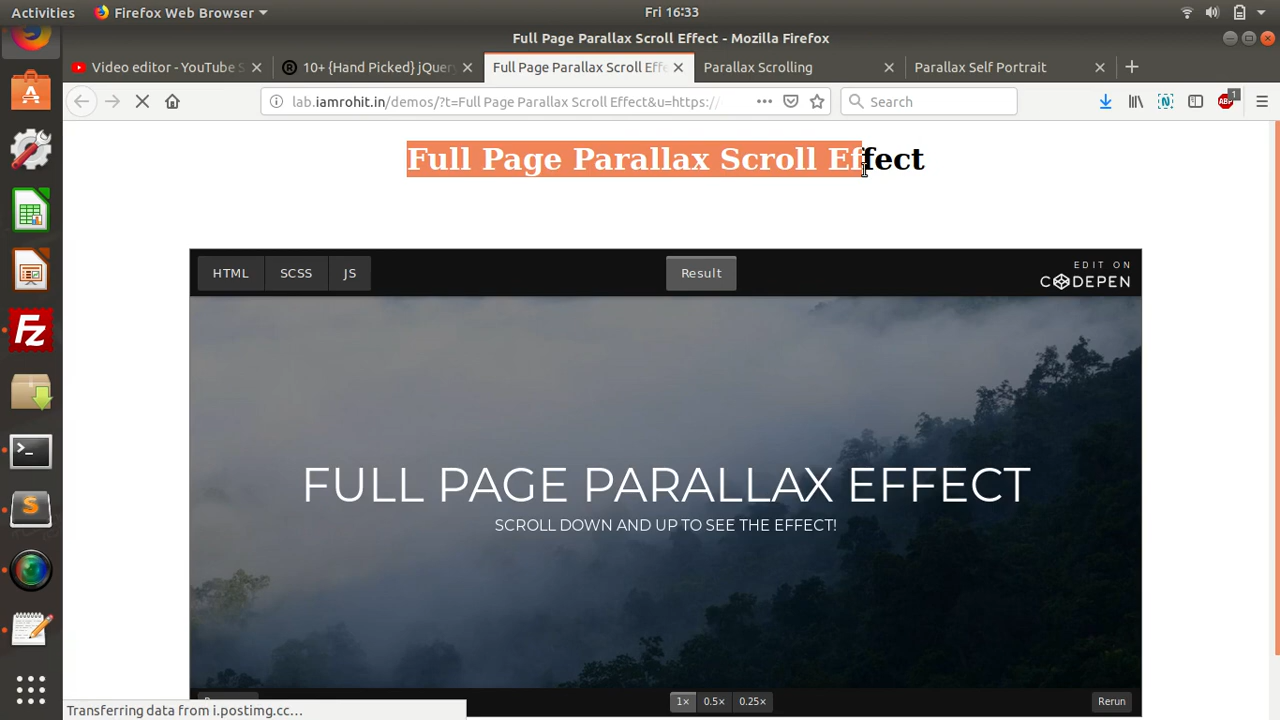 Activities Firefox Web Browser Fri 16:33
Full Page Parallax Scroll Effect - Mozilla Firefox
Video editor - YouTube S 10+ {Hand Picked} jQuery Full Page Parallax Scroll Effe Parallax Scrolling Parallax Self Portrait
lab.iamrohit.in/demos/?t=Full Page Parallax Scroll Effect&u=https:// Search
ABP 1
Full Page Parallax Scroll Effect
HTML SCSS JS Result EDIT ON
CODEPEN
FULL PAGE PARALLAX EFFECT
SCROLL DOWN AND UP TO SEE THE EFFECT!
1× 0.5× 0.25× Rerun
Transferring data from i.postimg.cc…